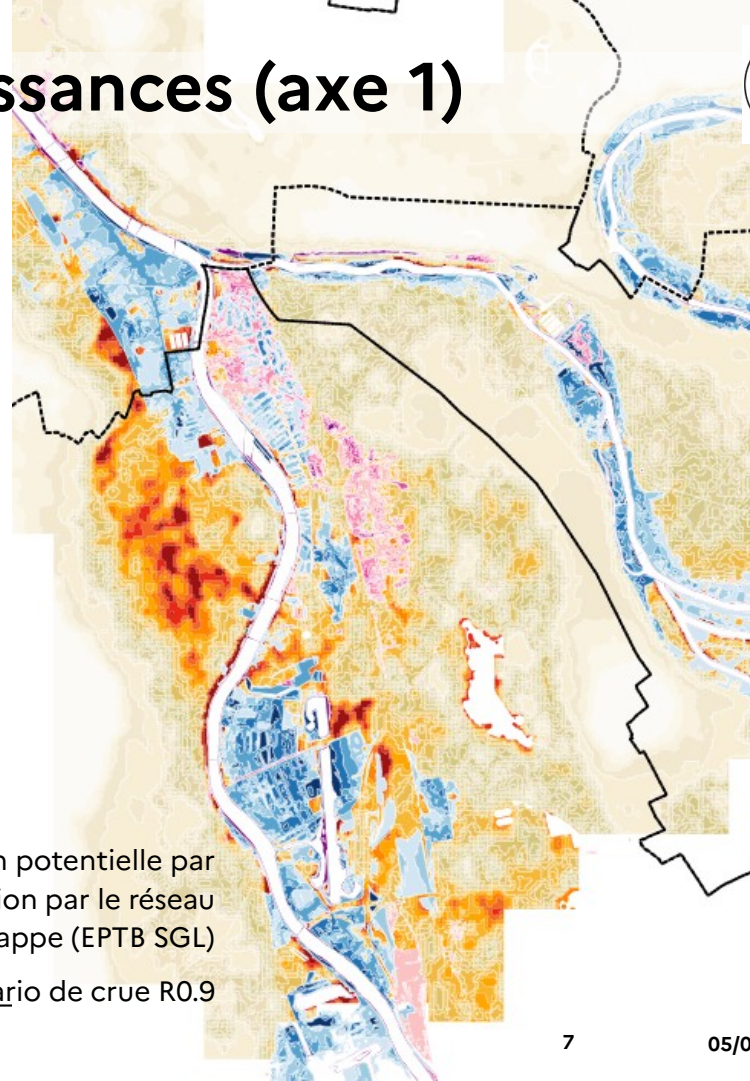 ssances (axe 1)
n potentielle par
ion par le réseau
appe (EPTB SGL)
ario de crue R0.9
7
05/0